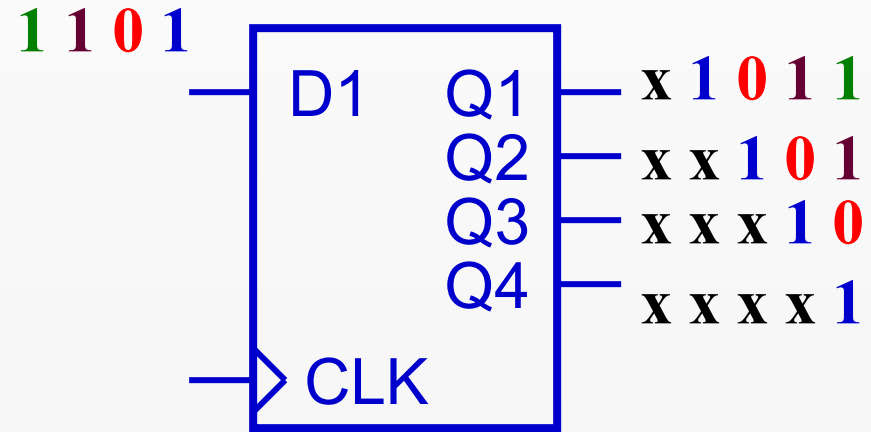 1 1 0 1
D1 Q1 x 1 0 1 1
Q2 x x 1 0 1
Q3 x x x 1 0
Q4 x x x x 1
CLK